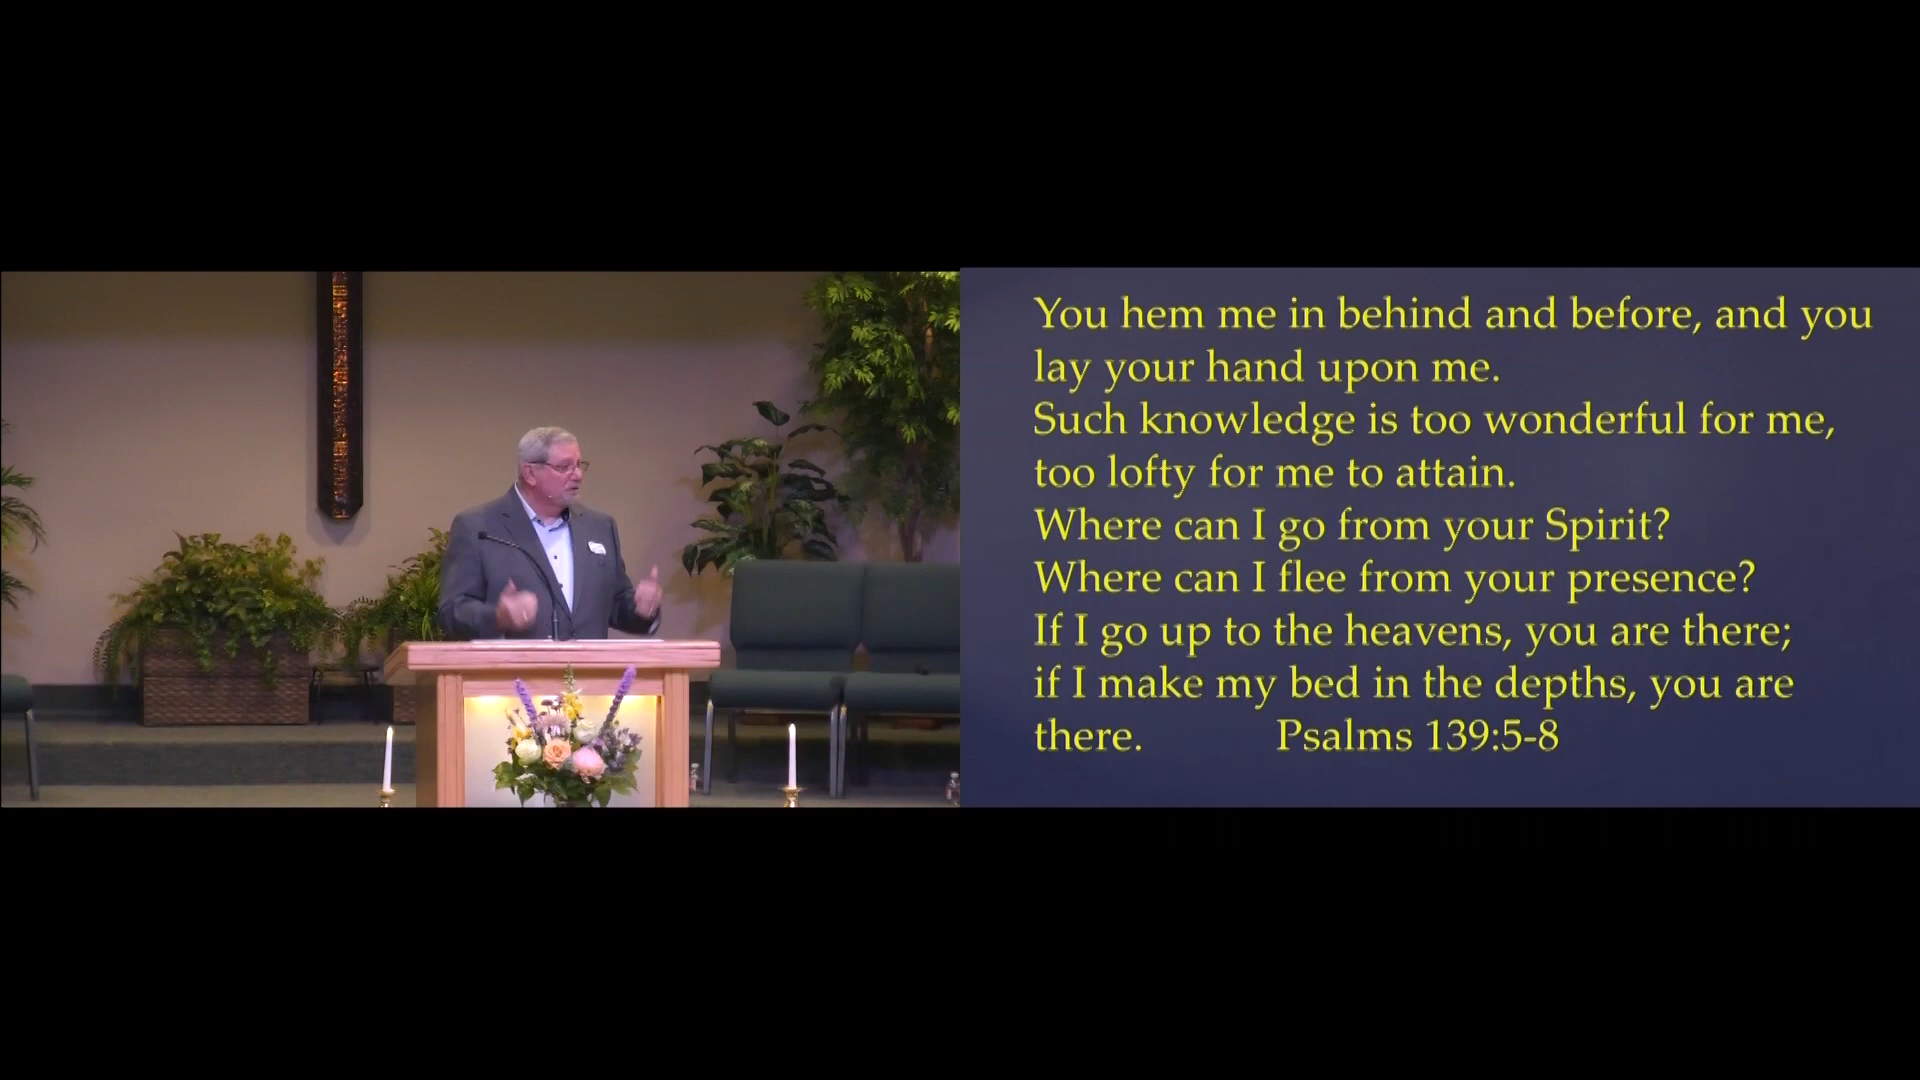 You hem me in behind and before, and you
lay your hand upon me.
Such knowledge is too wonderful for me,
too lofty for me to attain.
Where can I go from your Spirit?
Where can I flee from your presence?
If I go up to the heavens, you are there;
if I make my bed in the depths, you are
there. Psalms 139:5-8